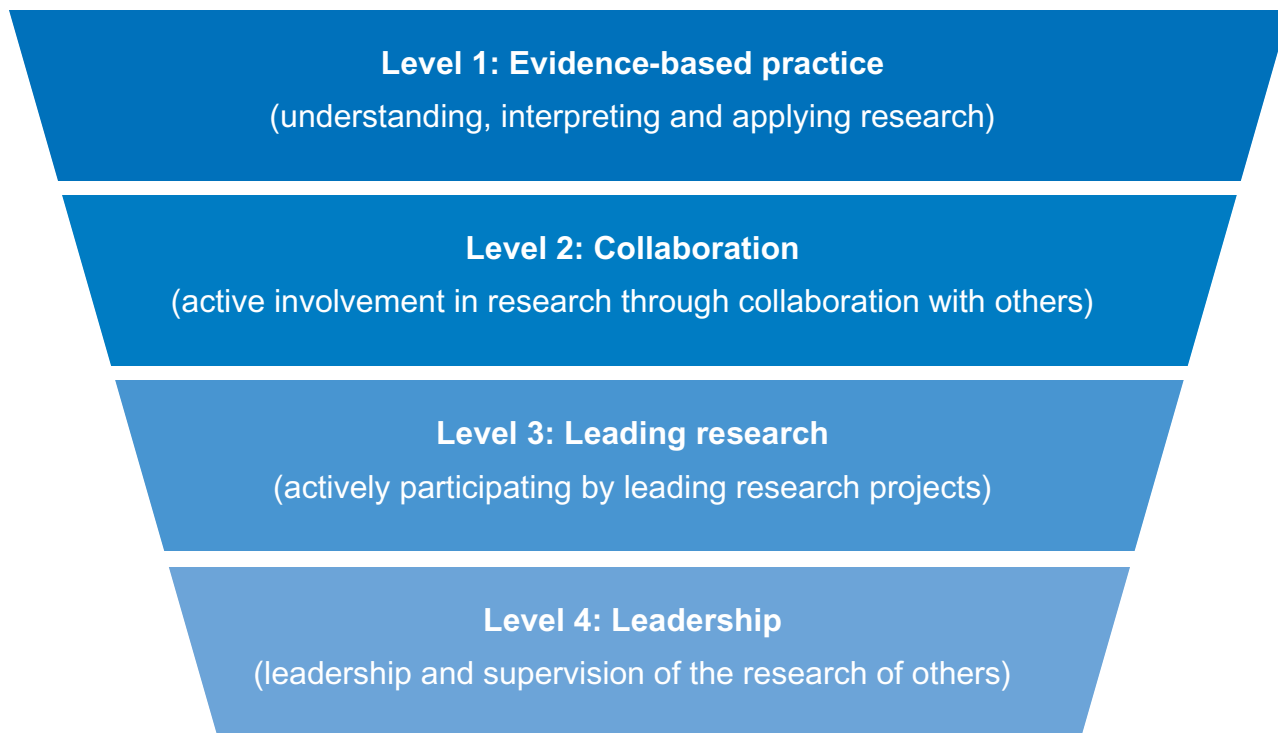 Level 1: Evidence-based practice
(understanding, interpreting and applying research)
Level 2: Collaboration
(active involvement in research through collaboration with others)
Level 3: Leading research
(actively participating by leading research projects)
Level 4: Leadership
(leadership and supervision of the research of others)